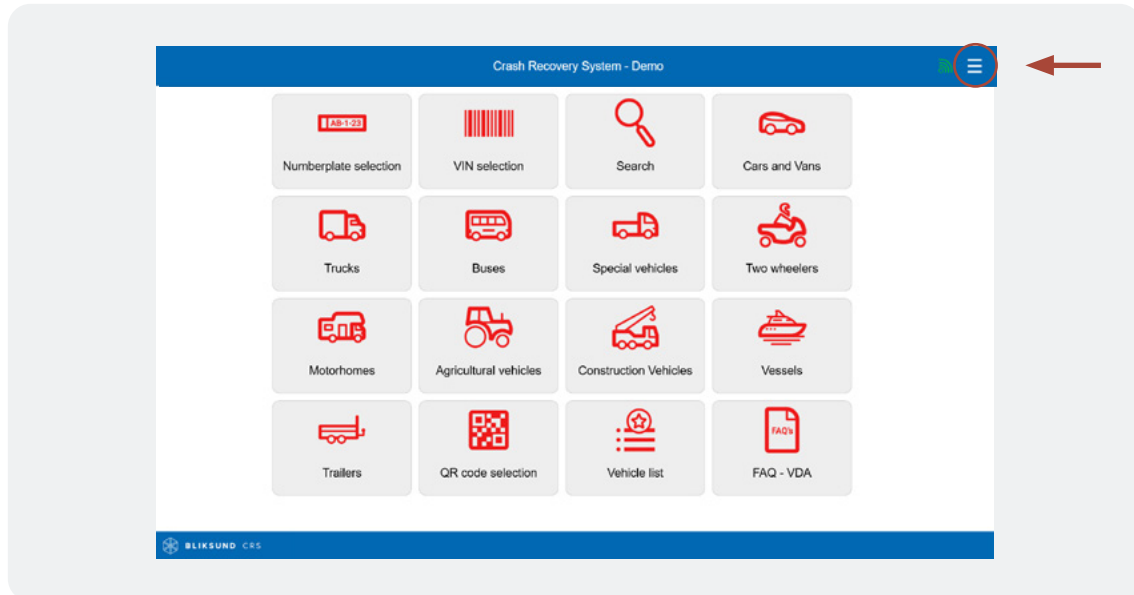 Crash Recovery System - Demo
AB-1-23
Numberplate selection
VIN selection
Search
Cars and Vans
Trucks
Buses
Special vehicles
Two wheelers
Motorhomes
Agricultural vehicles
Construction Vehicles
Vessels
FAQ's
Trailers
QR code selection
Vehicle list
FAQ - VDA
BLIKSUND CRS